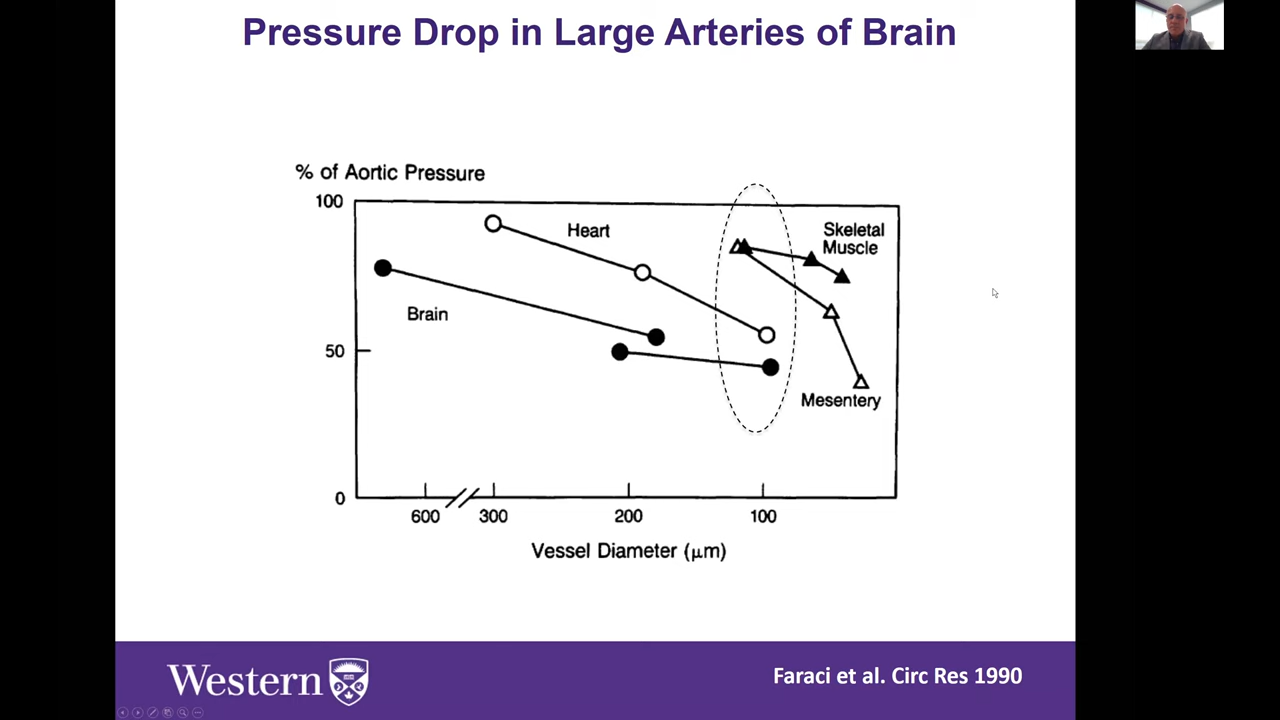 Pressure Drop in Large Arteries of Brain
% of Aortic Pressure
100
50
0
Heart
Brain
Skeletal
Muscle
Mesentery
600
300
200
100
Vessel Diameter (μm)
Western
Faraci et al. Circ Res 1990